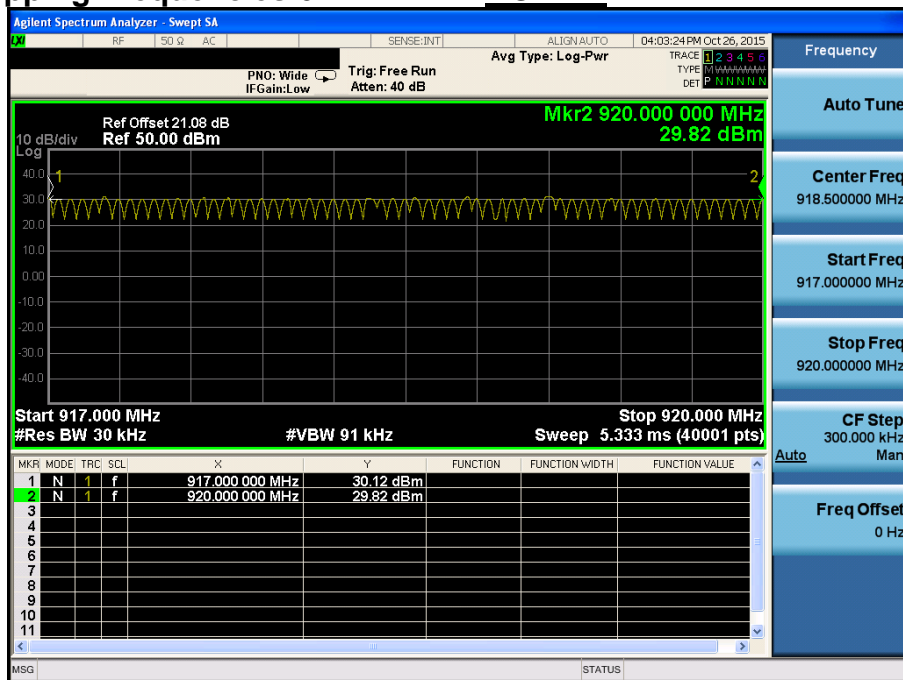 Agilent Spectrum Analyzer - Swept SA
LXI RF 50 Ω AC SENSE:INT ALIGNAUTO 04:03:24 PM Oct 26, 2015
PNO: Wide Trig: Free Run Avg Type: Log-Pwr TRACE 1 2 3 4 5 6
IFGain:Low Atten: 40 dB TYPE M
DET P N N N N N
Mkr2 920.000 000 MHz
Ref Offset 21.08 dB
10 dB/div Ref 50.00 dBm 29.82 dBm
Log
40.0 1 2
30.0
20.0
10.0
0.00
-10.0
-20.0
-30.0
-40.0
Start 917.000 MHz Stop 920.000 MHz
#Res BW 30 kHz #VBW 91 kHz Sweep 5.333 ms (40001 pts)
MKR MODE TRC SCL X Y FUNCTION FUNCTION WIDTH FUNCTION VALUE
1 N 1 f 917.000 000 MHz 30.12 dBm
2 N 1 f 920.000 000 MHz 29.82 dBm
3
4
5
6
7
8
9
10
11
MSG STATUS
Frequency
Auto Tune
Center Freq
918.500000 MHz
Start Freq
917.000000 MHz
Stop Freq
920.000000 MHz
CF Step
300.000 kHz
Auto Man
Freq Offset
0 Hz